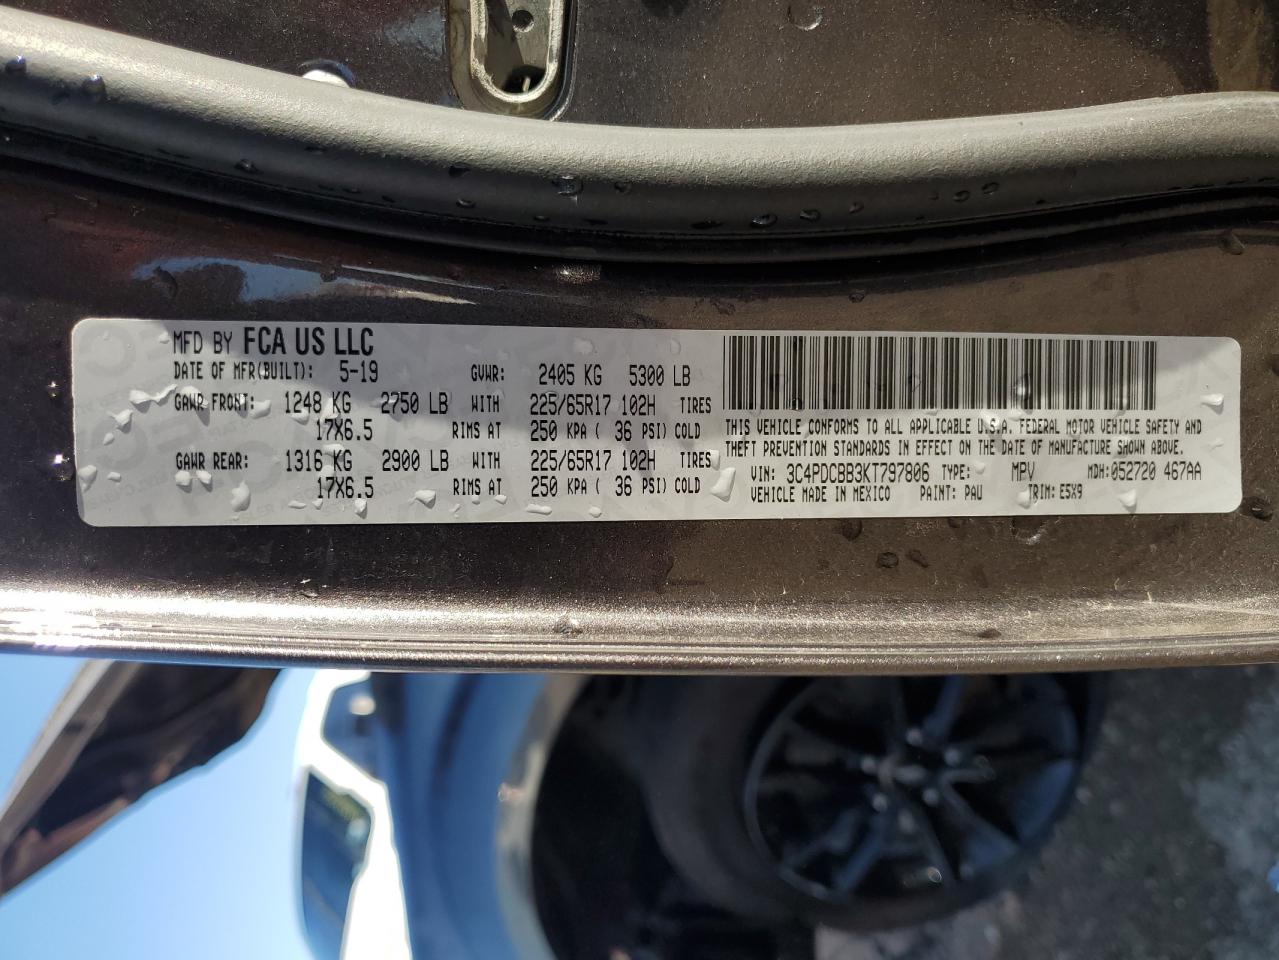 MFD BY FCA US LLC
DATE OF MFR(BUILT): 5-19 GVWR: 2405 KG 5300 LB
GAWR FRONT: 1248 KG 2750 LB WITH 225/65R17 102H TIRES
17X6.5 RIMS AT 250 KPA ( 36 PSI) COLD
GAWR REAR: 1316 KG 2900 LB WITH 225/65R17 102H TIRES
17X6.5 RIMS AT 250 KPA ( 36 PSI) COLD
THIS VEHICLE CONFORMS TO ALL APPLICABLE U.S.A. FEDERAL MOTOR VEHICLE SAFETY AND
THEFT PREVENTION STANDARDS IN EFFECT ON THE DATE OF MANUFACTURE SHOWN ABOVE.
VIN: 3C4PDCBB3KT797806 TYPE: MPV MDH: 052720 467AA
VEHICLE MADE IN MEXICO PAINT: PAU TRIM: E5X9